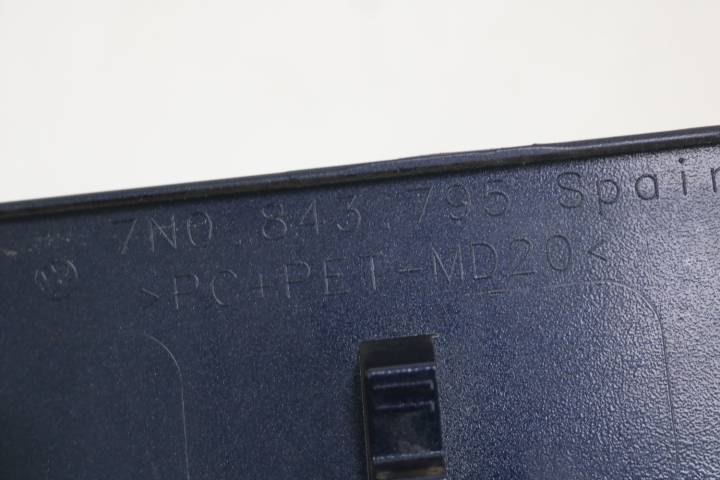 7N0.843.795 Spain
>PC+PET-MD20<